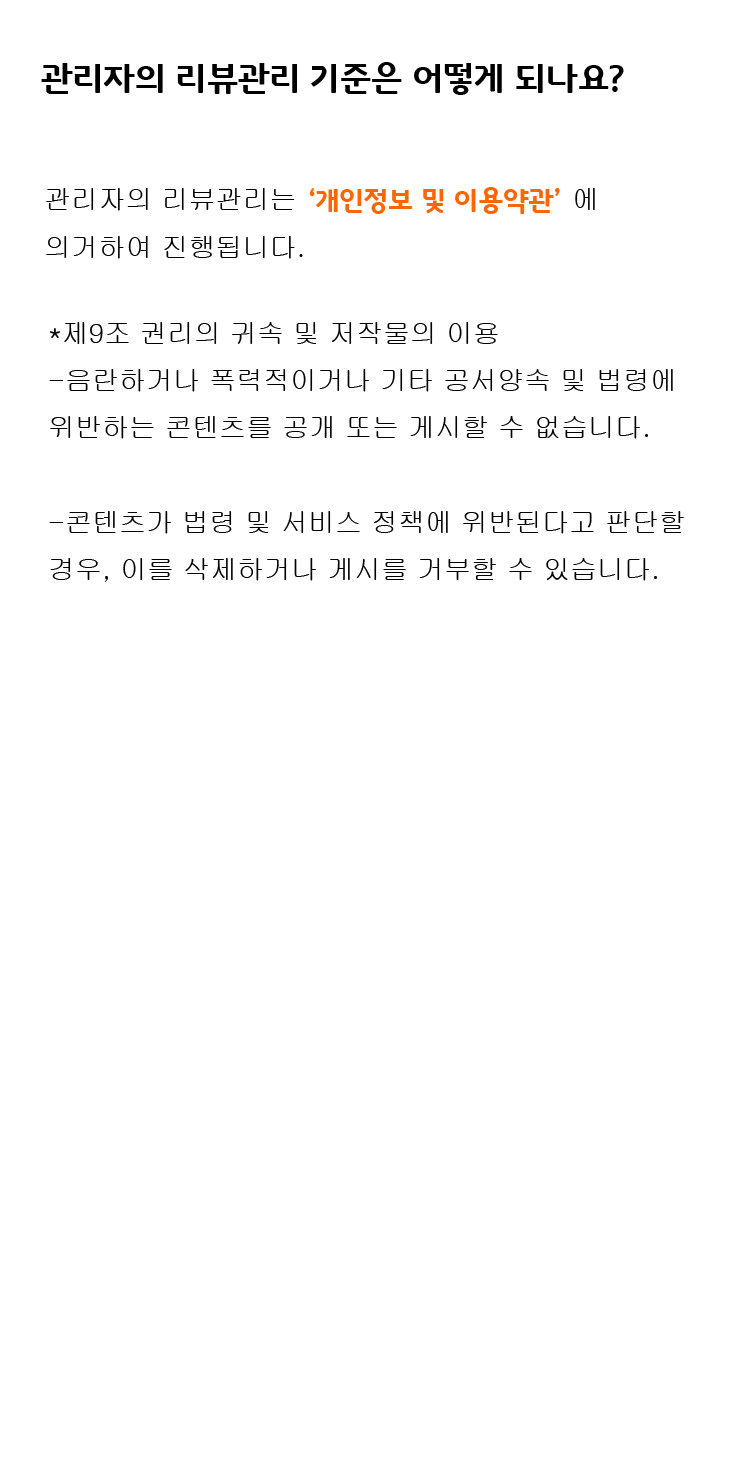 관리자의 리뷰관리 기준은 어떻게 되나요?
관리자의 리뷰관리는 ‘개인정보 및 이용약관’ 에
의거하여 진행됩니다.
*제9조 권리의 귀속 및 저작물의 이용
-음란하거나 폭력적이거나 기타 공서양속 및 법령에
위반하는 콘텐츠를 공개 또는 게시할 수 없습니다.
-콘텐츠가 법령 및 서비스 정책에 위반된다고 판단할
경우, 이를 삭제하거나 게시를 거부할 수 있습니다.